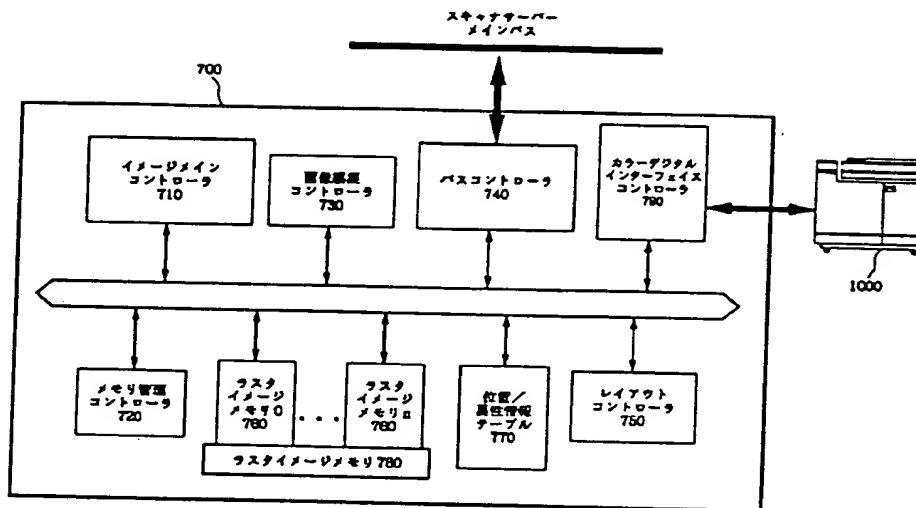 スキャナサーバー
メインバス
700
イメージメイン
コントローラ
710
画像
コントローラ
730
バスコントローラ
740
カラーデジタル
インターフェイス
コントローラ
790
1000
メモリ管理
コントローラ
720
ラスタ
イメージ
メモリ0
780
・・・
ラスタ
イメージ
メモリn
780
ラスタイメージメモリ780
位置/
属性情報
テーブル
770
レイアウト
コントローラ
750